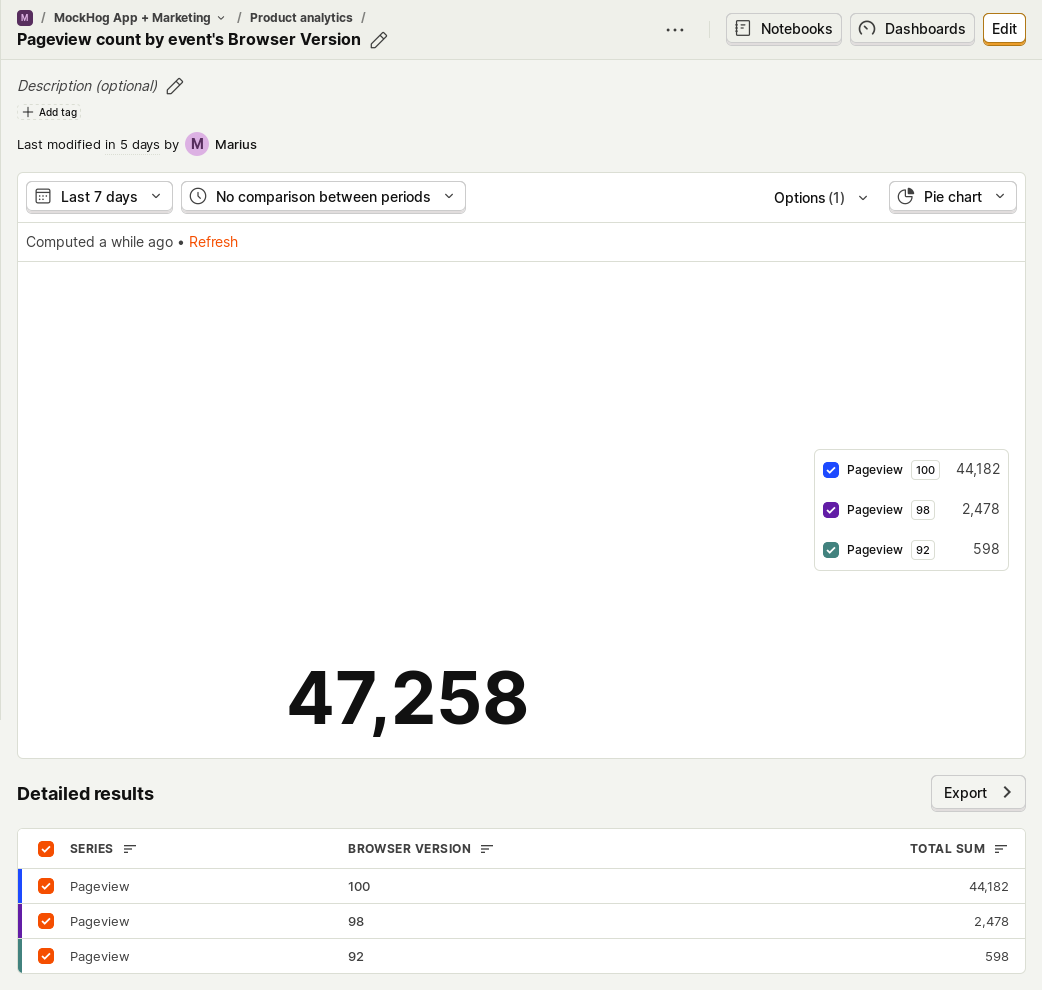 M / MockHog App + Marketing / Product analytics /
Pageview count by event's Browser Version
Notebooks
Dashboards
Edit
Description (optional)
Add tag
Last modified in 5 days by M Marius
Last 7 days
No comparison between periods
Options (1)
Pie chart
Computed a while ago • Refresh
Pageview 100 44,182
Pageview 98 2,478
Pageview 92 598
47,258
Detailed results
Export
SERIES BROWSER VERSION TOTAL SUM
Pageview 100 44,182
Pageview 98 2,478
Pageview 92 598